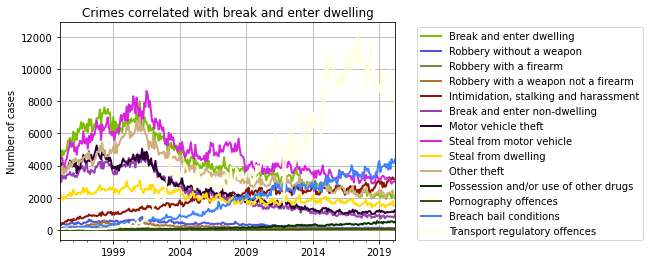 Crimes correlated with break and enter dwelling
Number of cases
12000
10000
8000
6000
4000
2000
0
1999
2004
2009
2014
2019
Break and enter dwelling
Robbery without a weapon
Robbery with a firearm
Robbery with a weapon not a firearm
Intimidation, stalking and harassment
Break and enter non-dwelling
Motor vehicle theft
Steal from motor vehicle
Steal from dwelling
Other theft
Possession and/or use of other drugs
Pornography offences
Breach bail conditions
Transport regulatory offences